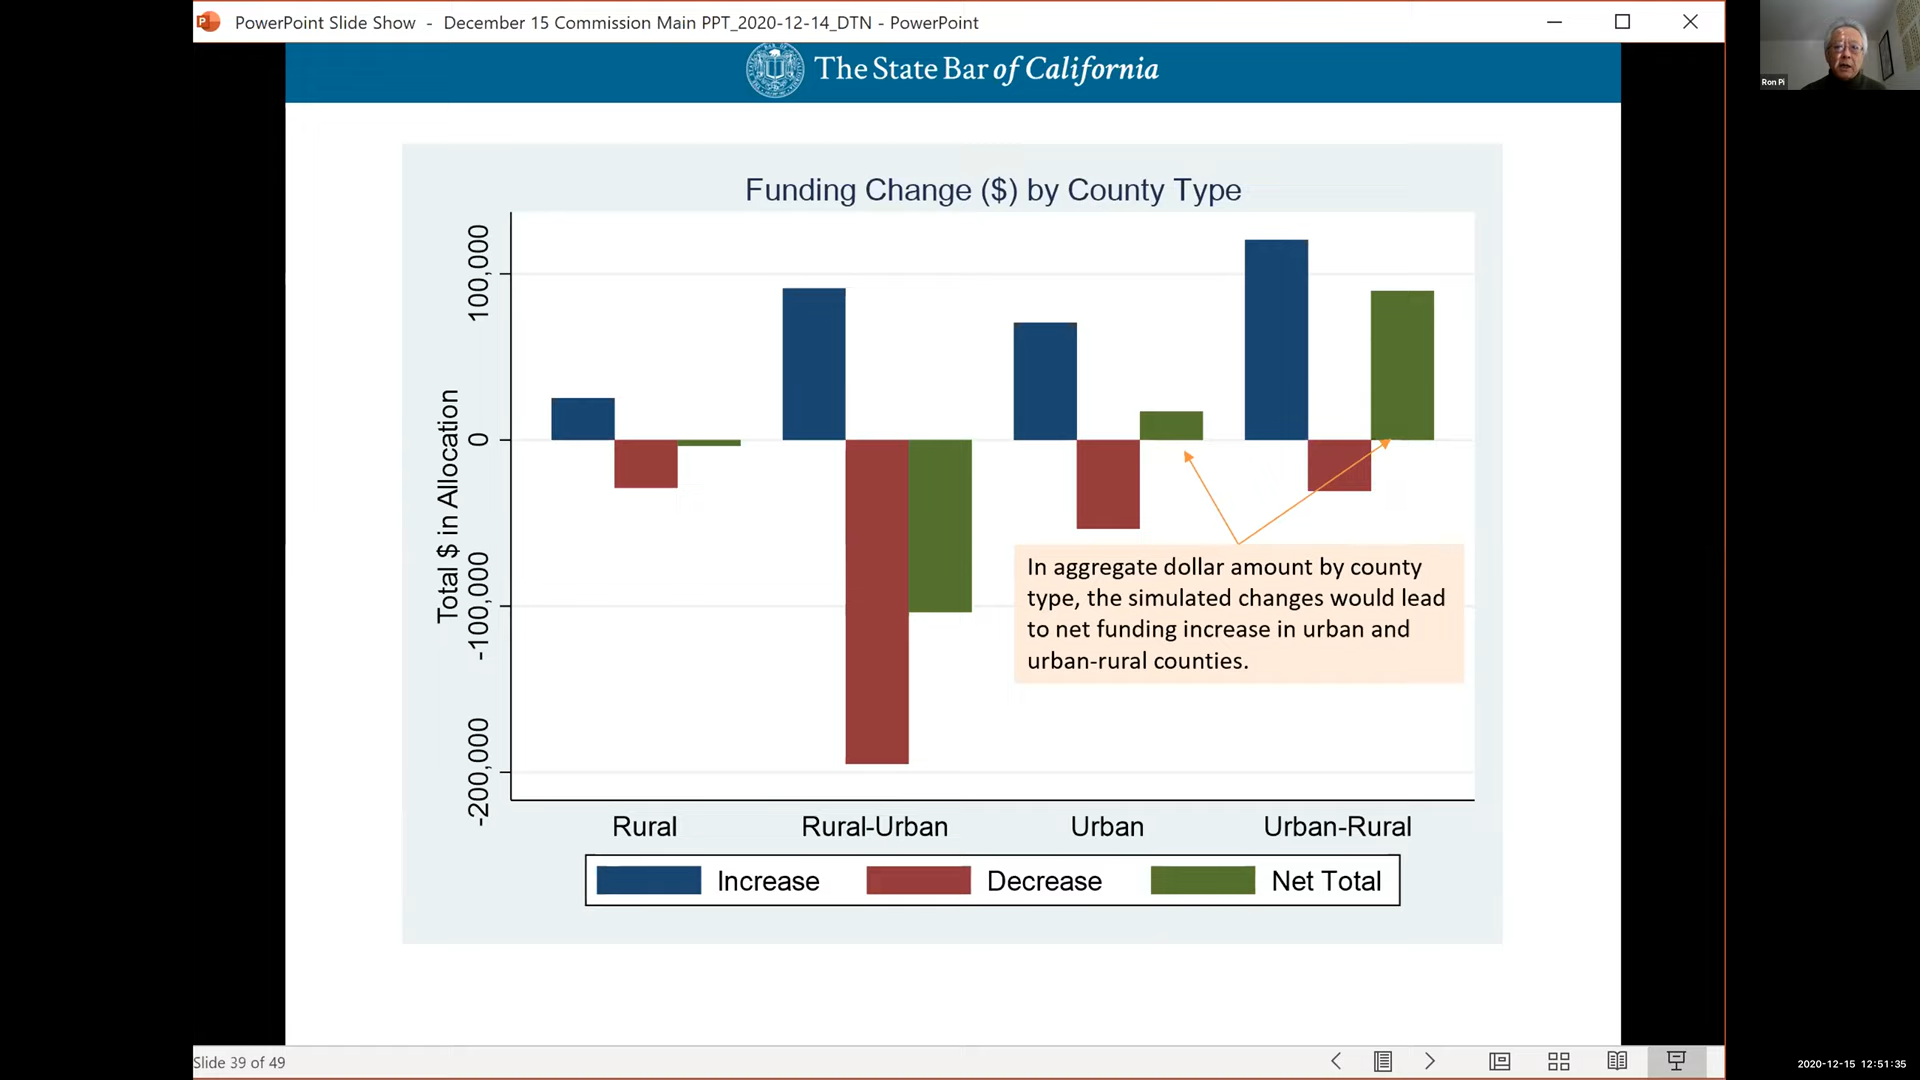 PowerPoint Slide Show - December 15 Commission Main PPT_2020-12-14_DTN - PowerPoint
The State Bar of California
Ron Pi
Funding Change ($) by County Type
Total $ in Allocation
100,000
0
-100,000
-200,000
In aggregate dollar amount by county
type, the simulated changes would lead
to net funding increase in urban and
urban-rural counties.
Rural Rural-Urban Urban Urban-Rural
Increase Decrease Net Total
Slide 39 of 49
2020-12-15 12:51:35